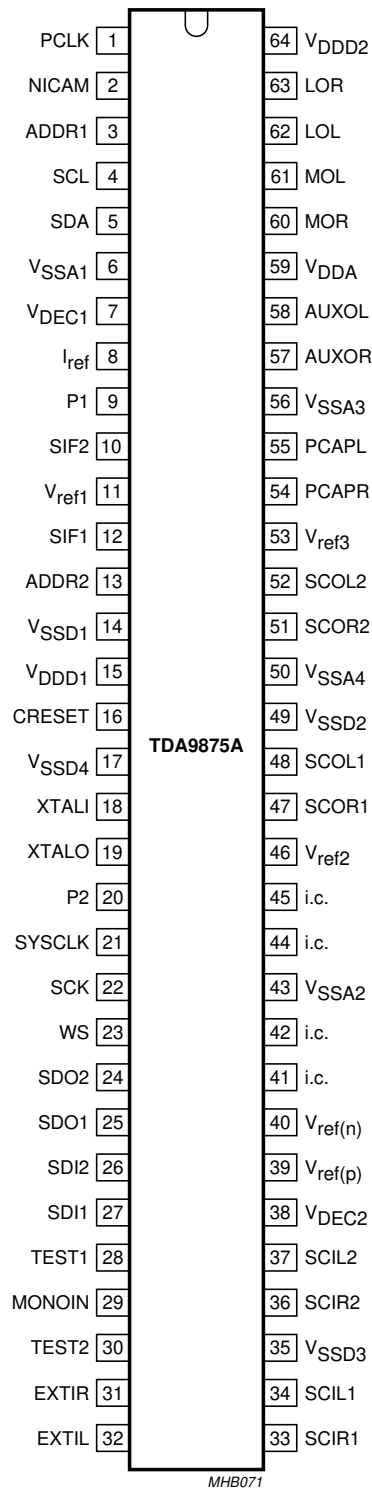 PCLK 1 64 VDDD2
NICAM 2 63 LOR
ADDR1 3 62 LOL
SCL 4 61 MOL
SDA 5 60 MOR
VSSA1 6 59 VDDA
VDEC1 7 58 AUXOL
Iref 8 57 AUXOR
P1 9 56 VSSA3
SIF2 10 55 PCAPL
Vref1 11 54 PCAPR
SIF1 12 53 Vref3
ADDR2 13 52 SCOL2
VSSD1 14 51 SCOR2
VDDD1 15 50 VSSA4
CRESET 16 49 VSSD2
TDA9875A
VSSD4 17 48 SCOL1
XTALI 18 47 SCOR1
XTALO 19 46 Vref2
P2 20 45 i.c.
SYSCLK 21 44 i.c.
SCK 22 43 VSSA2
WS 23 42 i.c.
SDO2 24 41 i.c.
SDO1 25 40 Vref(n)
SDI2 26 39 Vref(p)
SDI1 27 38 VDEC2
TEST1 28 37 SCIL2
MONOIN 29 36 SCIR2
TEST2 30 35 VSSD3
EXTIR 31 34 SCIL1
EXTIL 32 33 SCIR1
MHB071